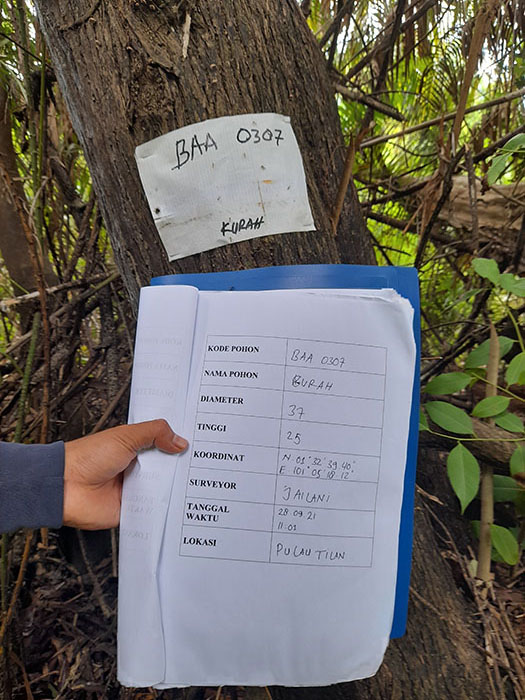 BAA 0307
KURAH
KODE POHON BAA 0307
NAMA POHON KURAH
DIAMETER 37
TINGGI 25
KOORDINAT N 01° 32' 39.40"
E 101° 05' 18.12"
SURVEYOR JAILANI
TANGGAL 28.09.21
WAKTU 11.01
LOKASI PULAU TILAN